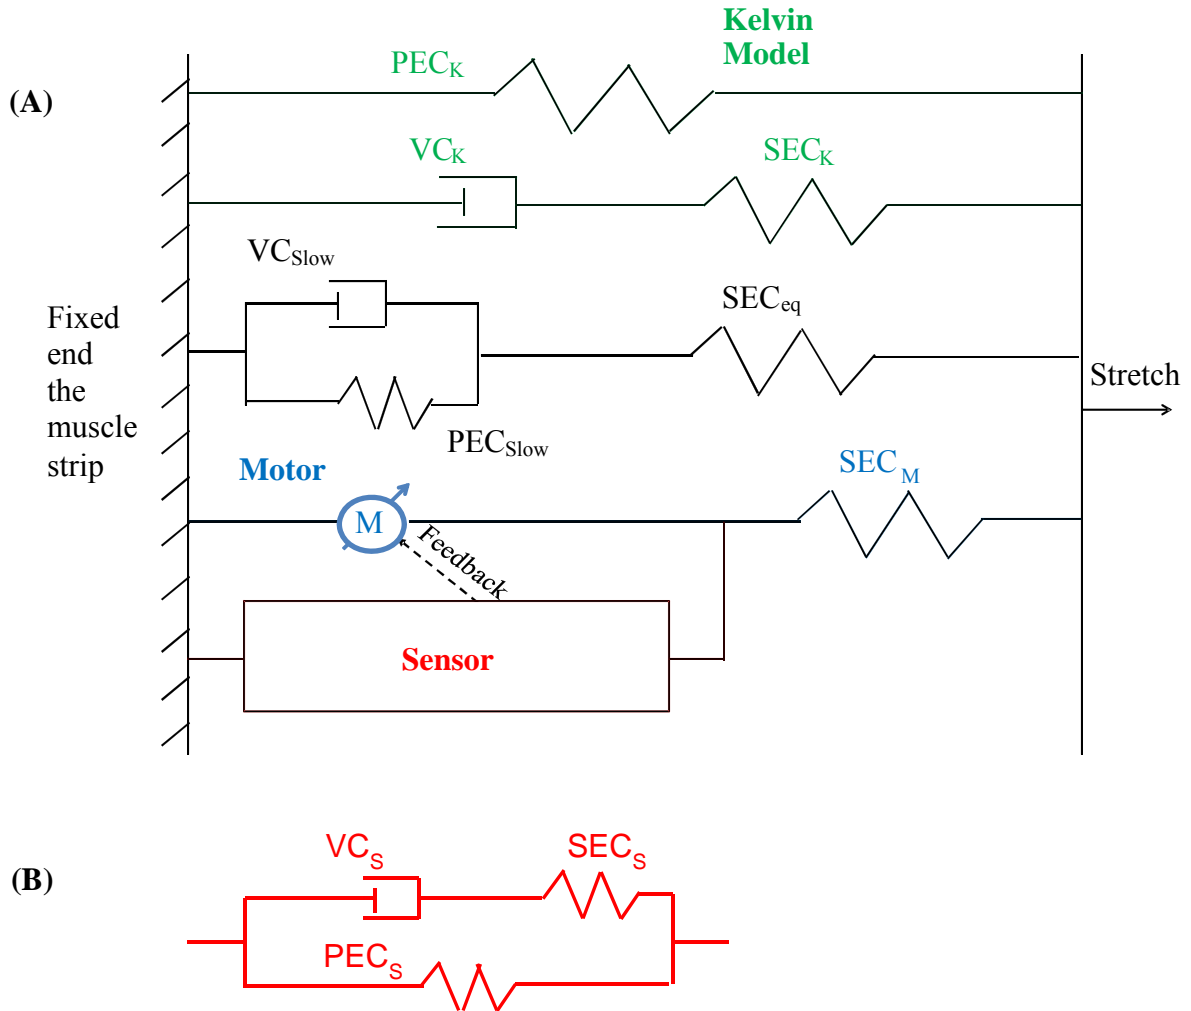 Kelvin
Model
(A)
PECK
VCK
SECK
VCSlow
SECeq
Fixed
end
the
muscle
strip
Stretch
PECSlow
Motor
SEC M
M
Feedback
Sensor
(B)
VCS
SECS
PECS